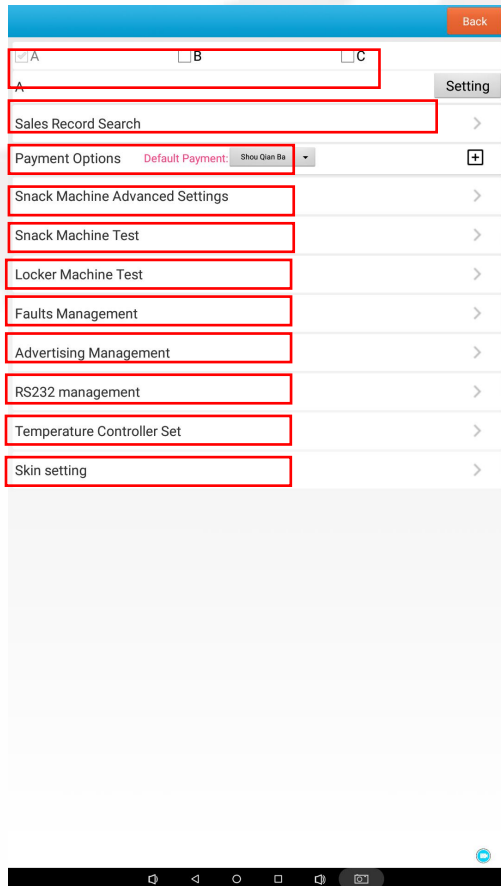 Back
A B C
A Setting
Sales Record Search
Payment Options Default Payment: Shou Qian Ba
Snack Machine Advanced Settings
Snack Machine Test
Locker Machine Test
Faults Management
Advertising Management
RS232 management
Temperature Controller Set
Skin setting